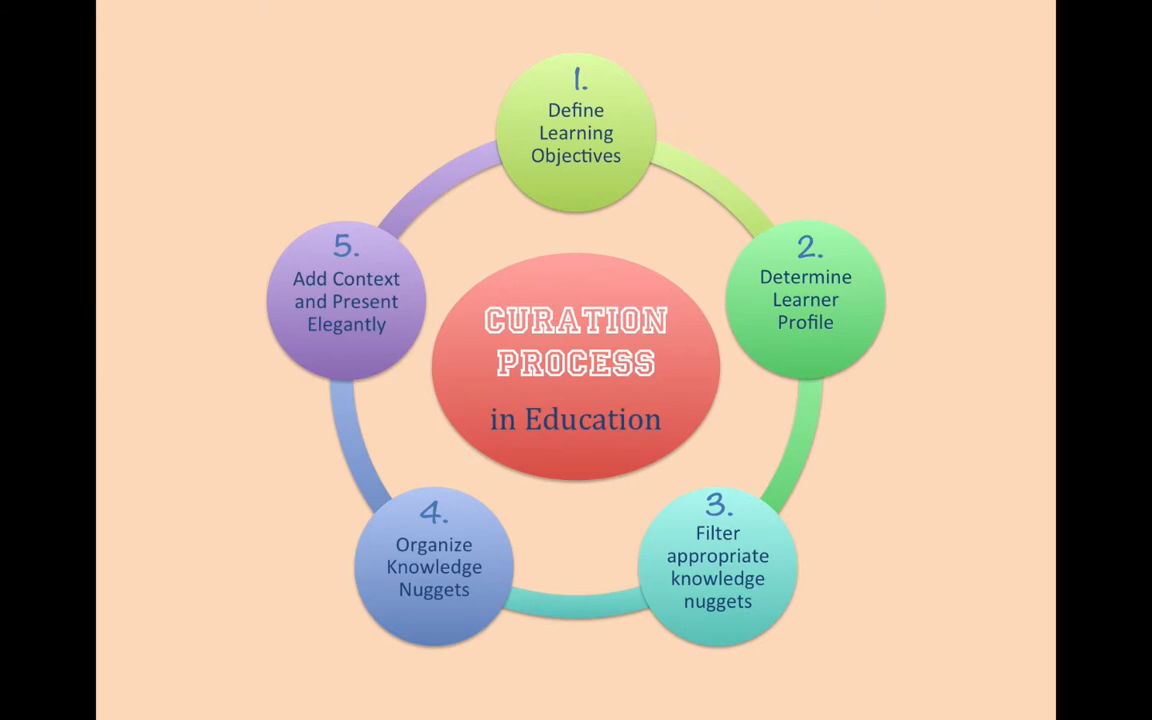 1.
Define
Learning
Objectives
2.
Determine
Learner
Profile
3.
Filter
appropriate
knowledge
nuggets
4.
Organize
Knowledge
Nuggets
5.
Add Context
and Present
Elegantly
CURATION
PROCESS
in Education